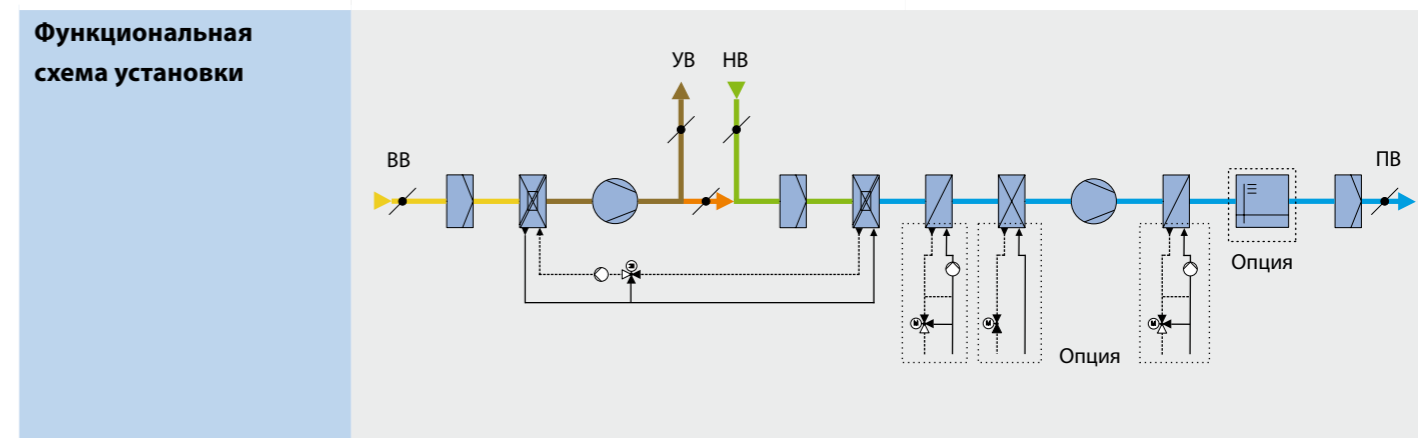 Функциональная
схема установки
УВ НВ
ВВ
ПВ
Опция
M
M M M
Опция